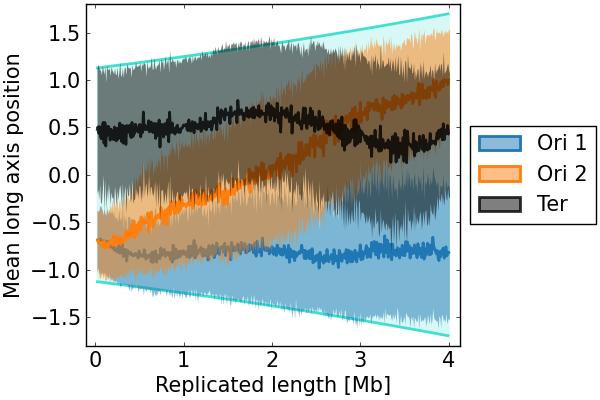 1.5
1.0
0.5
0.0
−0.5
−1.0
−1.5
Mean long axis position
0
1
2
3
4
Replicated length [Mb]
Ori 1
Ori 2
Ter